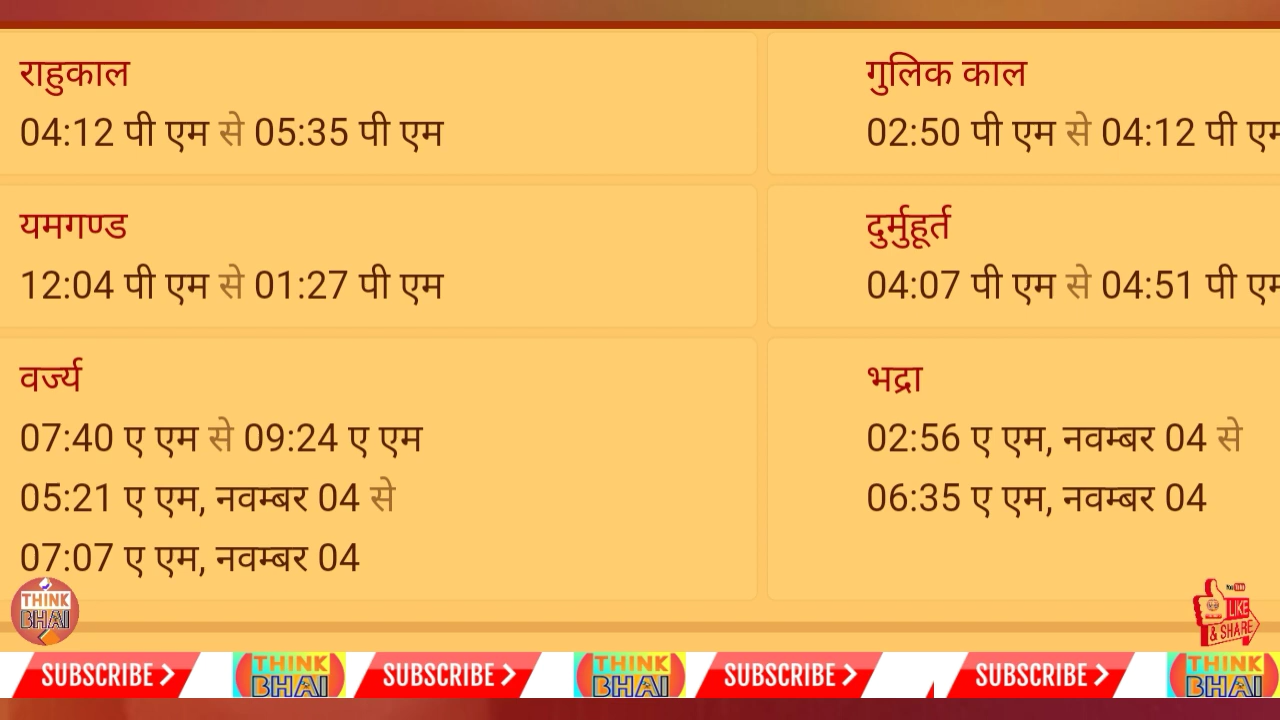 राहुकाल
04:12 पी एम से 05:35 पी एम
गुलिक काल
02:50 पी एम से 04:12 पी एम
यमगण्ड
12:04 पी एम से 01:27 पी एम
दुर्मुहूर्त
04:07 पी एम से 04:51 पी एम
वर्ज्य
07:40 ए एम से 09:24 ए एम
05:21 ए एम, नवम्बर 04 से
07:07 ए एम, नवम्बर 04
भद्रा
02:56 ए एम, नवम्बर 04 से
06:35 ए एम, नवम्बर 04
THINK
BHAI
YouTube
LIKE
& SHARE
SUBSCRIBE > THINK BHAI SUBSCRIBE > THINK BHAI SUBSCRIBE > SUBSCRIBE > THINK BHAI